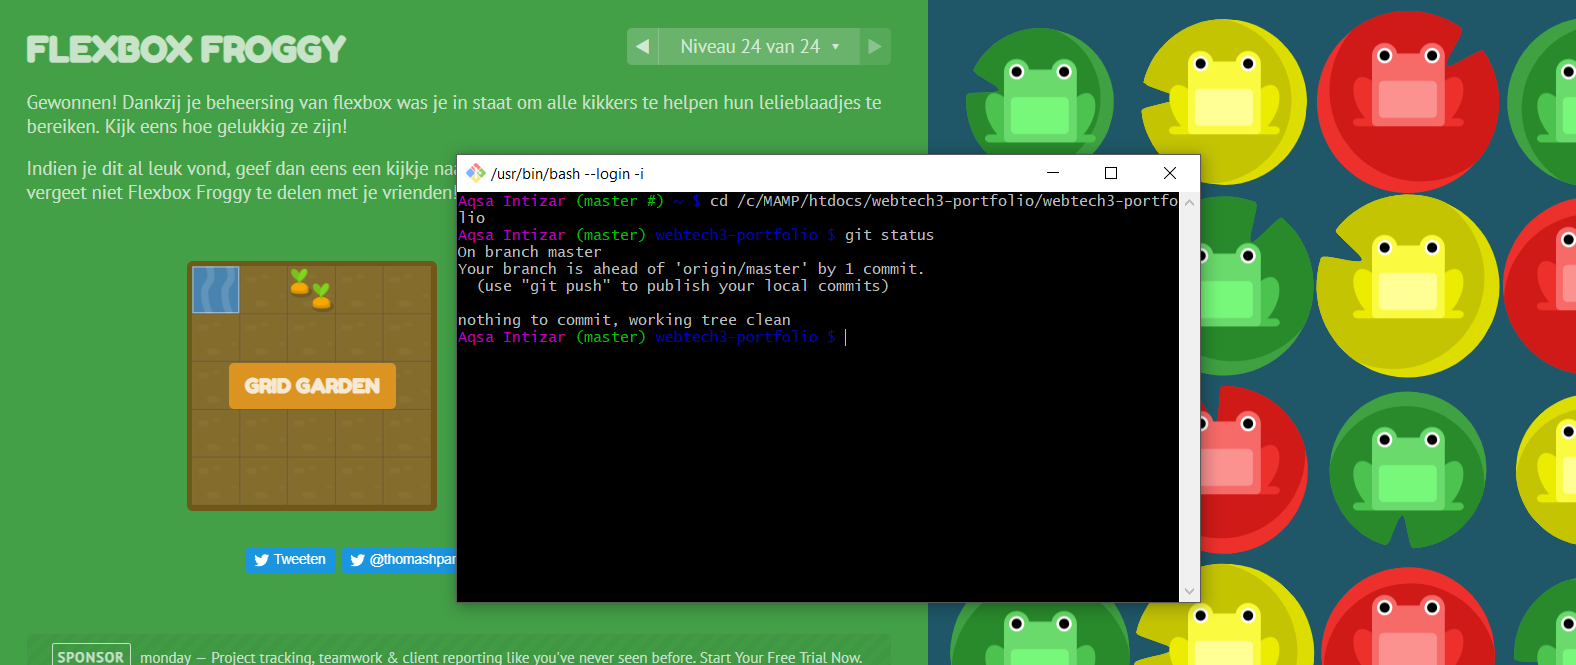 FLEXBOX FROGGY
Niveau 24 van 24
Gewonnen! Dankzij je beheersing van flexbox was je in staat om alle kikkers te helpen hun lelieblaadjes te
bereiken. Kijk eens hoe gelukkig ze zijn!
Indien je dit al leuk vond, geef dan eens een kijkje
vergeet niet Flexbox Froggy te delen met je vrienden!
/usr/bin/bash --login -i
Aqsa Intizar (master #) ~ $ cd /c/MAMP/htdocs/webtech3-portfolio/webtech3-portfo
lio
Aqsa Intizar (master) webtech3-portfolio $ git status
On branch master
Your branch is ahead of 'origin/master' by 1 commit.
(use "git push" to publish your local commits)
nothing to commit, working tree clean
Aqsa Intizar (master) webtech3-portfolio $
GRID GARDEN
Tweeten
@thomashpar
SPONSOR monday — Project tracking, teamwork & client reporting like you've never seen before. Start Your Free Trial Now.